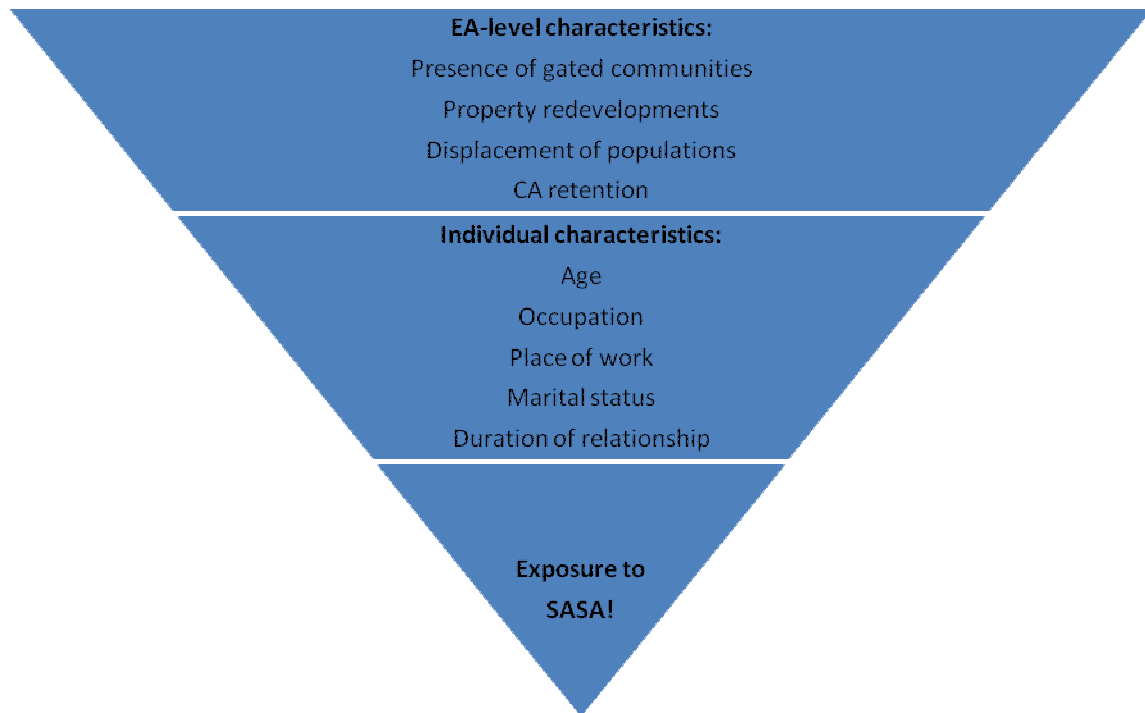 EA-level characteristics:
Presence of gated communities
Property redevelopments
Displacement of populations
CA retention
Individual characteristics:
Age
Occupation
Place of work
Marital status
Duration of relationship
Exposure to
SASA!